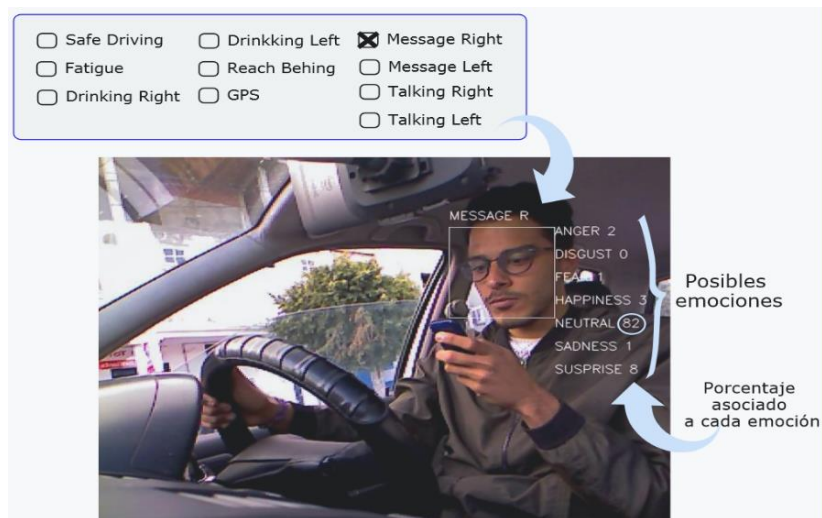 Safe Driving
Fatigue
Drinking Right
Drinkking Left
Reach Behing
GPS
Message Right
Message Left
Talking Right
Talking Left
MESSAGE R
ANGER 2
DISGUST 0
FEAR 1
HAPPINESS 3
NEUTRAL 82
SADNESS 1
SUSPRISE 8
Posibles
emociones
Porcentaje
asociado
a cada emoción